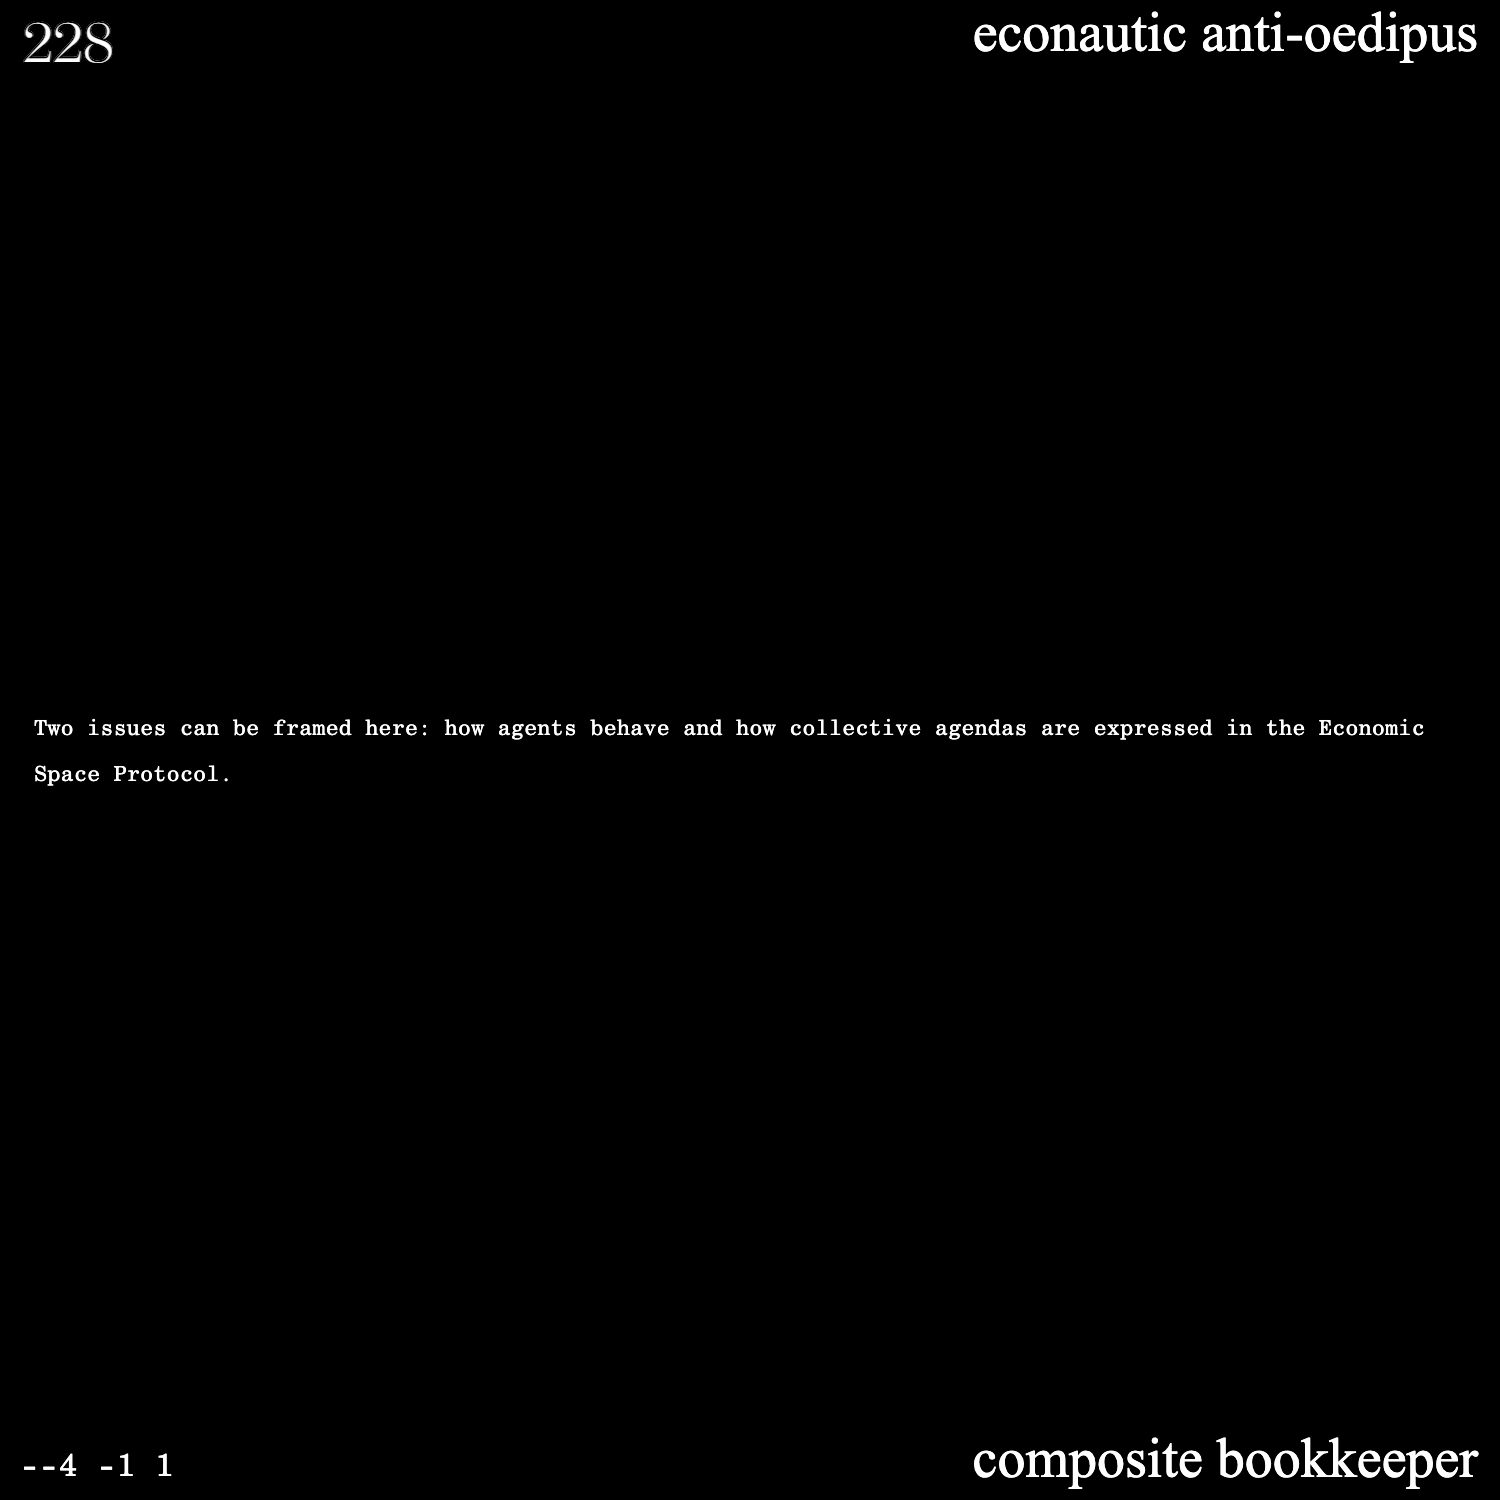 228
econautic anti-oedipus
Two issues can be framed here: how agents behave and how collective agendas are expressed in the Economic
Space Protocol.
--4 -1 1
composite bookkeeper